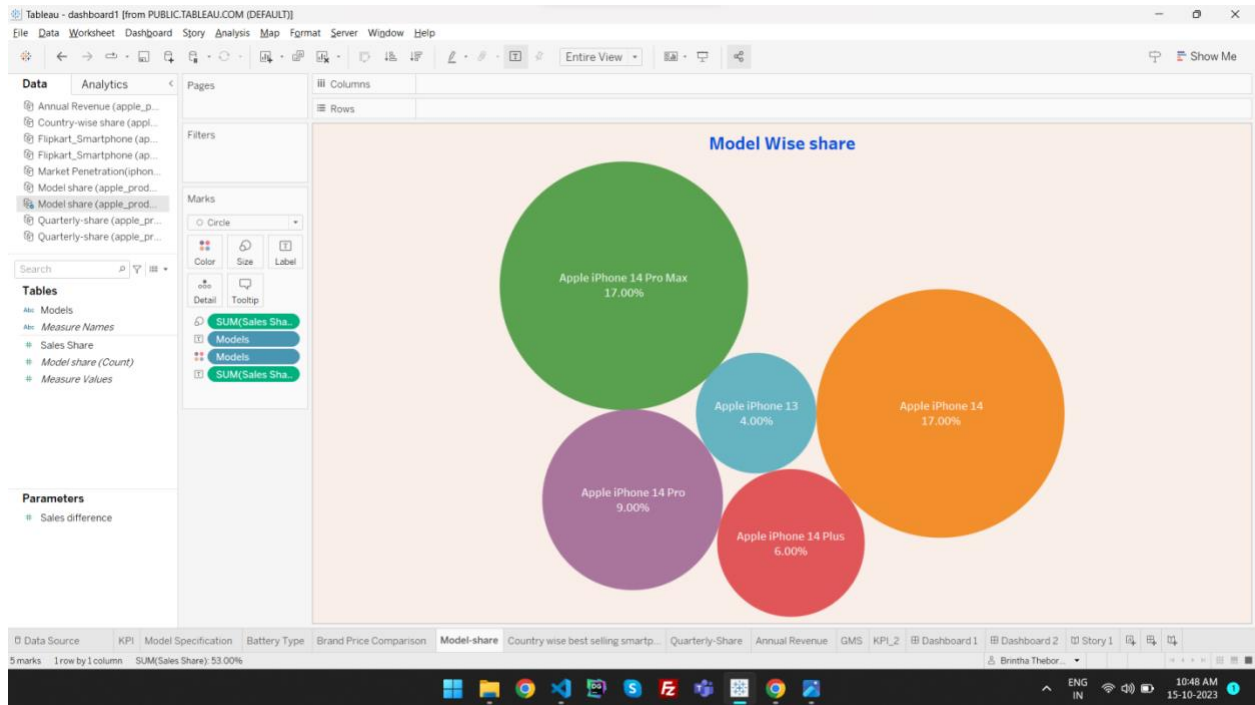 Tableau - dashboard1 [from PUBLIC.TABLEAU.COM (DEFAULT)]
File Data Worksheet Dashboard Story Analysis Map Format Server Window Help
Entire View
Show Me
Data Analytics
Annual Revenue (apple_p...
Country-wise share (appl...
Flipkart_Smartphone (ap...
Flipkart_Smartphone (ap...
Market Penetration(iphon...
Model share (apple_prod...
Model share (apple_prod...
Quarterly-share (apple_pr...
Quarterly-share (apple_pr...
Search
Tables
Abc Models
Abc Measure Names
# Sales Share
# Model share (Count)
# Measure Values
Parameters
# Sales difference
Pages
Filters
Marks
Circle
Color Size Label
Detail Tooltip
SUM(Sales Sha..
Models
Models
SUM(Sales Sha..
Columns
Rows
Model Wise share
Apple iPhone 14 Pro Max
17.00%
Apple iPhone 13
4.00%
Apple iPhone 14
17.00%
Apple iPhone 14 Pro
9.00%
Apple iPhone 14 Plus
6.00%
Data Source KPI Model Specification Battery Type Brand Price Comparison Model-share Country wise best selling smartp... Quarterly-Share Annual Revenue GMS KPI_2 Dashboard 1 Dashboard 2 Story 1
5 marks 1 row by 1 column SUM(Sales Share): 53.00%
Brintha Thebor...
ENG
IN
10:48 AM
15-10-2023
1